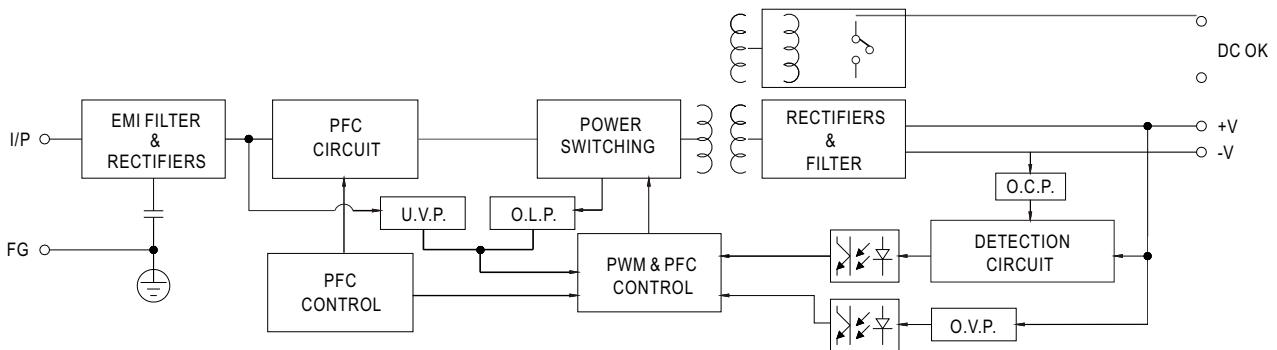 DC OK
I/P
EMI FILTER
&
RECTIFIERS
PFC
CIRCUIT
POWER
SWITCHING
RECTIFIERS
&
FILTER
+V
-V
O.C.P.
U.V.P.
O.L.P.
FG
PFC
CONTROL
PWM & PFC
CONTROL
DETECTION
CIRCUIT
O.V.P.